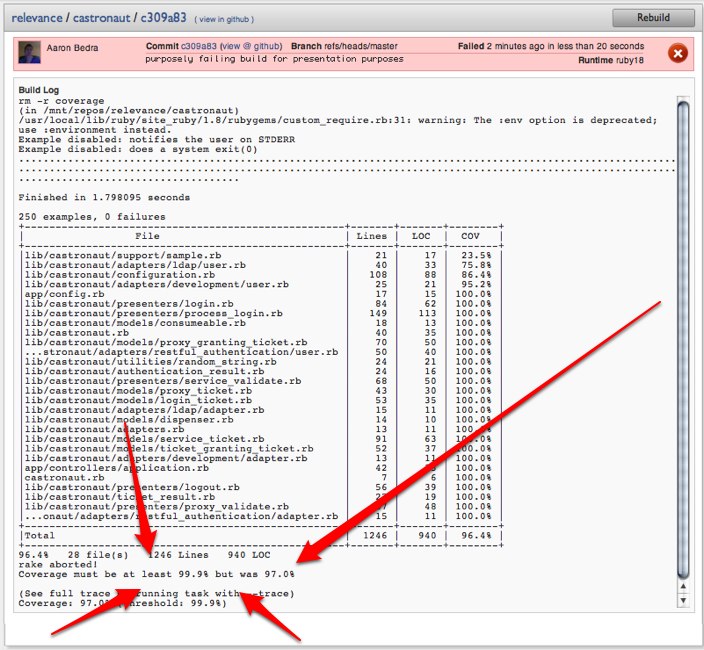 relevance / castronaut / c309a83 ( view in github )
Rebuild
Aaron Bedra
Commit c309a83 (view @ github) Branch refs/heads/master
Failed 2 minutes ago in less than 20 seconds
purposely failing build for presentation purposes
Runtime ruby18
Build Log
rm -r coverage
(in /mnt/repos/relevance/castronaut)
/usr/local/lib/ruby/site_ruby/1.8/rubygems/custom_require.rb:31: warning: The :env option is deprecated;
use :environment instead.
Example disabled: notifies the user on STDERR
Example disabled: does a system exit(0)
Finished in 1.798095 seconds
250 examples, 0 failures
File Lines LOC COV
lib/castronaut/support/sample.rb 21 17 23.5%
lib/castronaut/adapters/ldap/user.rb 40 33 75.8%
lib/castronaut/configuration.rb 108 88 86.4%
lib/castronaut/adapters/development/user.rb 25 21 95.2%
app/config.rb 17 15 100.0%
lib/castronaut/presenters/login.rb 84 62 100.0%
lib/castronaut/presenters/process_login.rb 149 113 100.0%
lib/castronaut/models/consumeable.rb 18 13 100.0%
lib/castronaut.rb 40 35 100.0%
lib/castronaut/models/proxy_granting_ticket.rb 70 50 100.0%
...stronaut/adapters/restful_authentication/user.rb 50 40 100.0%
lib/castronaut/utilities/random_string.rb 24 21 100.0%
lib/castronaut/authentication_result.rb 24 16 100.0%
lib/castronaut/presenters/service_validate.rb 68 50 100.0%
lib/castronaut/models/proxy_ticket.rb 43 30 100.0%
lib/castronaut/models/login_ticket.rb 53 35 100.0%
lib/castronaut/adapters/ldap/adapter.rb 15 11 100.0%
lib/castronaut/models/dispenser.rb 14 10 100.0%
lib/castronaut/adapters.rb 13 11 100.0%
lib/castronaut/models/service_ticket.rb 91 63 100.0%
lib/castronaut/models/ticket_granting_ticket.rb 52 37 100.0%
lib/castronaut/adapters/development/adapter.rb 13 11 100.0%
app/controllers/application.rb 42 100.0%
castronaut.rb 7 6 100.0%
lib/castronaut/presenters/logout.rb 56 39 100.0%
lib/castronaut/ticket_result.rb 19 100.0%
lib/castronaut/presenters/proxy_validate.rb 48 100.0%
...onaut/adapters/restful_authentication/adapter.rb 15 11 100.0%
Total 1246 940 96.4%
96.4% 28 file(s) 1246 Lines 940 LOC
rake aborted!
Coverage must be at least 99.9% but was 97.0%
(See full trace by running task with --trace)
Coverage: 97.0% (threshold: 99.9%)